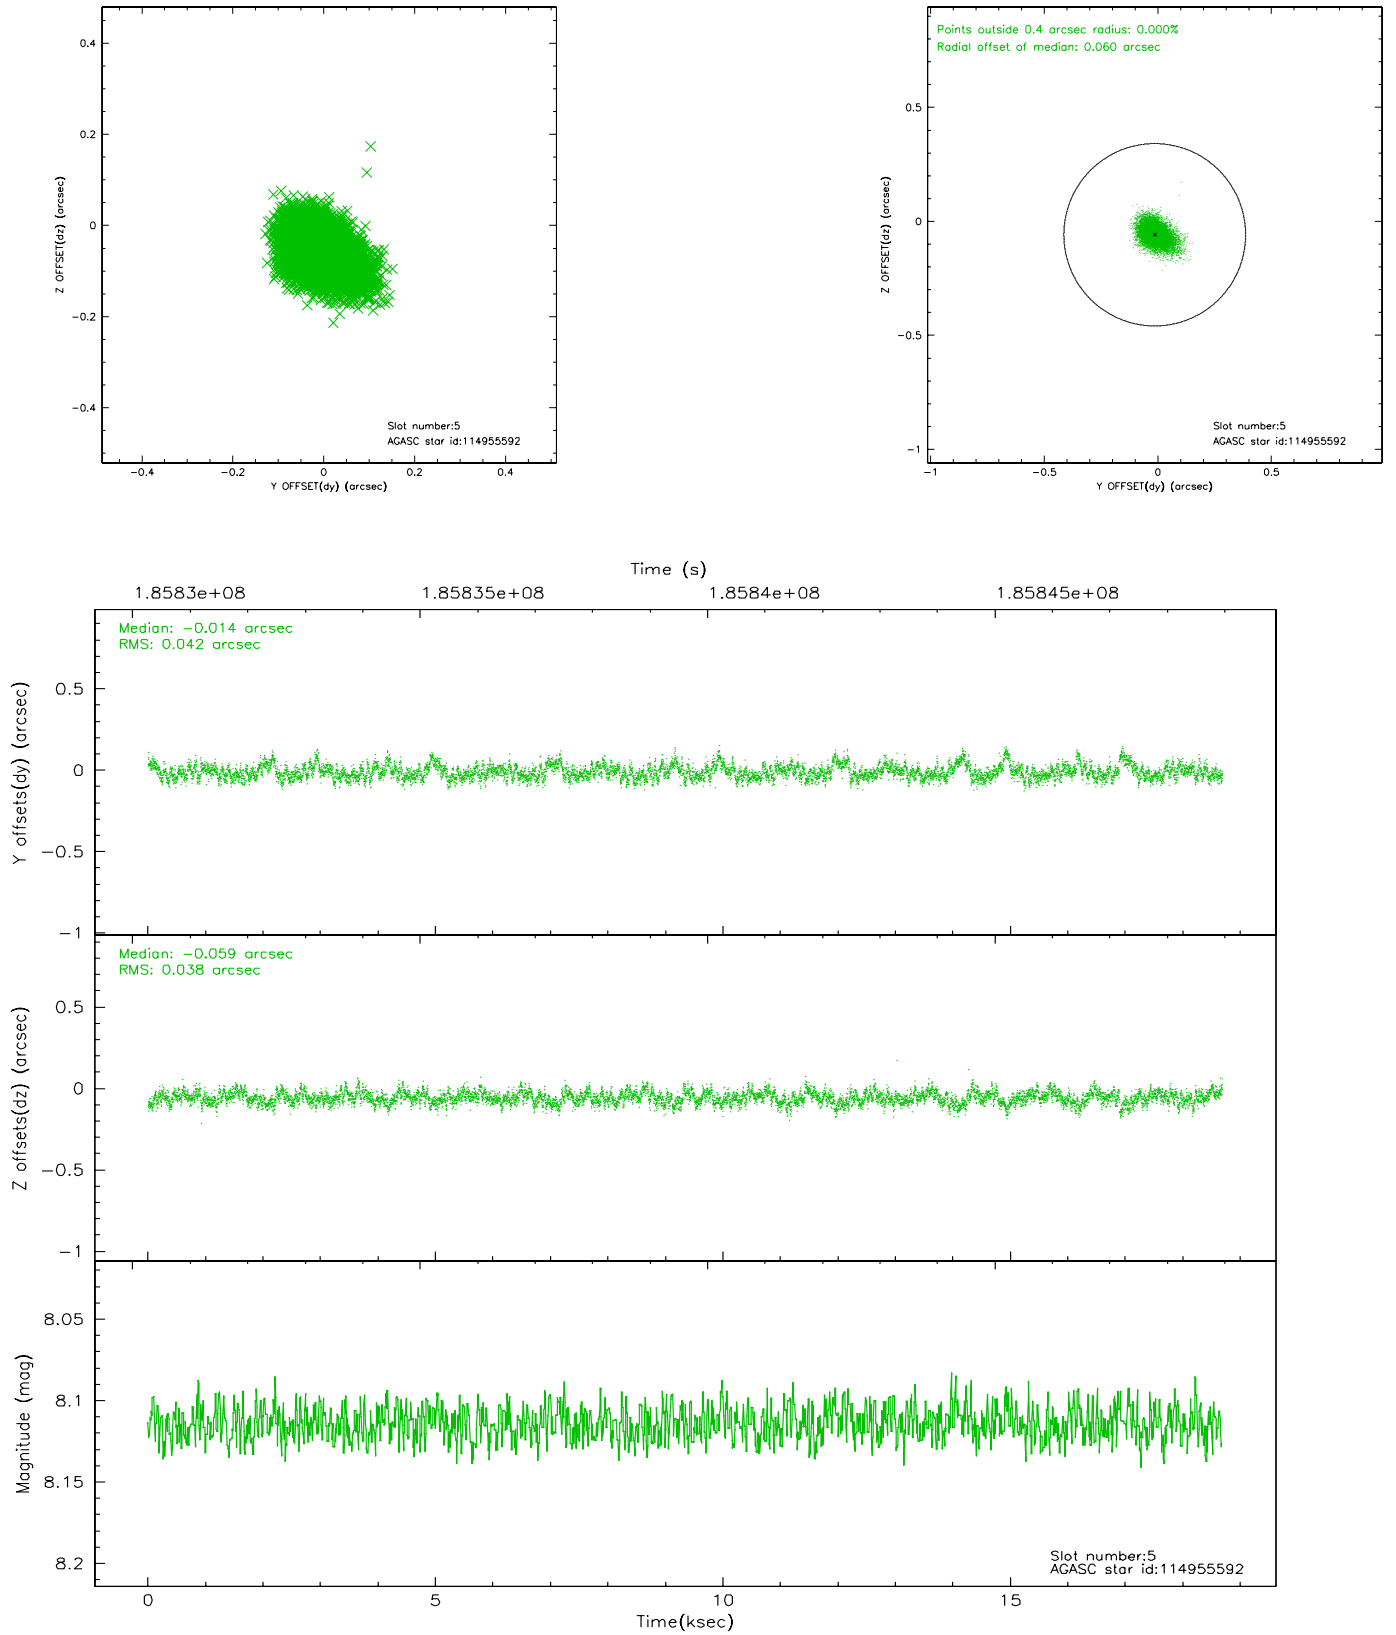 0.4
0.2
0
−0.2
−0.4
Z OFFSET(dz) (arcsec)
Slot number:5
AGASC star id:114955592
−0.4 −0.2 0 0.2 0.4
Y OFFSET(dy) (arcsec)
Points outside 0.4 arcsec radius: 0.000%
Radial offset of median: 0.060 arcsec
0.5
0
−0.5
−1
Z OFFSET(dz) (arcsec)
Slot number:5
AGASC star id:114955592
−1 −0.5 0 0.5
Y OFFSET(dy) (arcsec)
Time (s)
1.8583e+08 1.85835e+08 1.8584e+08 1.85845e+08
Median: −0.014 arcsec
RMS: 0.042 arcsec
0.5
0
−0.5
−1
Y offsets(dy) (arcsec)
Median: −0.059 arcsec
RMS: 0.038 arcsec
0.5
0
−0.5
−1
Z offsets(dz) (arcsec)
8.05
8.1
8.15
8.2
Magnitude (mag)
Slot number:5
AGASC star id:114955592
0 5 10 15
Time(ksec)